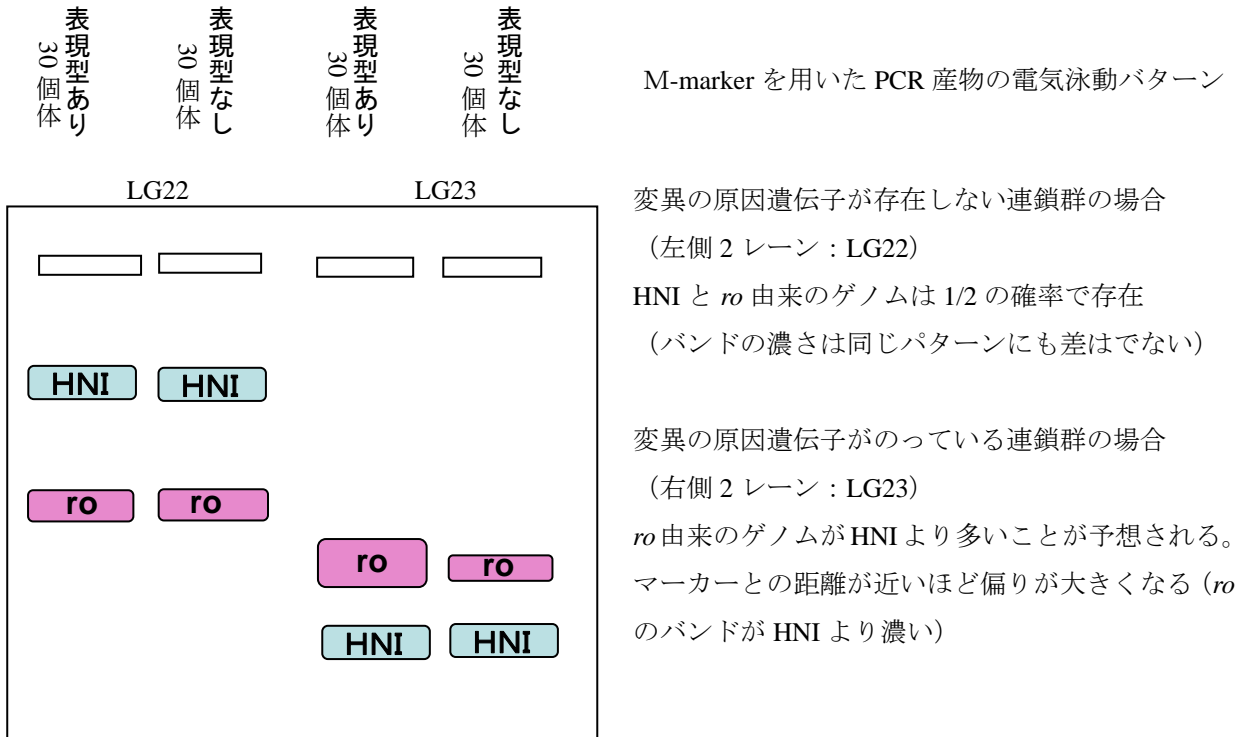 表現型あり
30 個体
表現型なし
30 個体
表現型あり
30 個体
表現型なし
30 個体
M-marker を用いた PCR 産物の電気泳動バターン
LG22
LG23
HNI
HNI
ro
ro
ro
ro
HNI
HNI
変異の原因遺伝子が存在しない連鎖群の場合
（左側 2 レーン：LG22）
HNI と ro 由来のゲノムは 1/2 の確率で存在
（バンドの濃さは同じパターンにも差はでない）
変異の原因遺伝子がのっている連鎖群の場合
（右側 2 レーン：LG23）
ro 由来のゲノムが HNI より多いことが予想される。
マーカーとの距離が近いほど偏りが大きくなる（ro
のバンドが HNI より濃い）